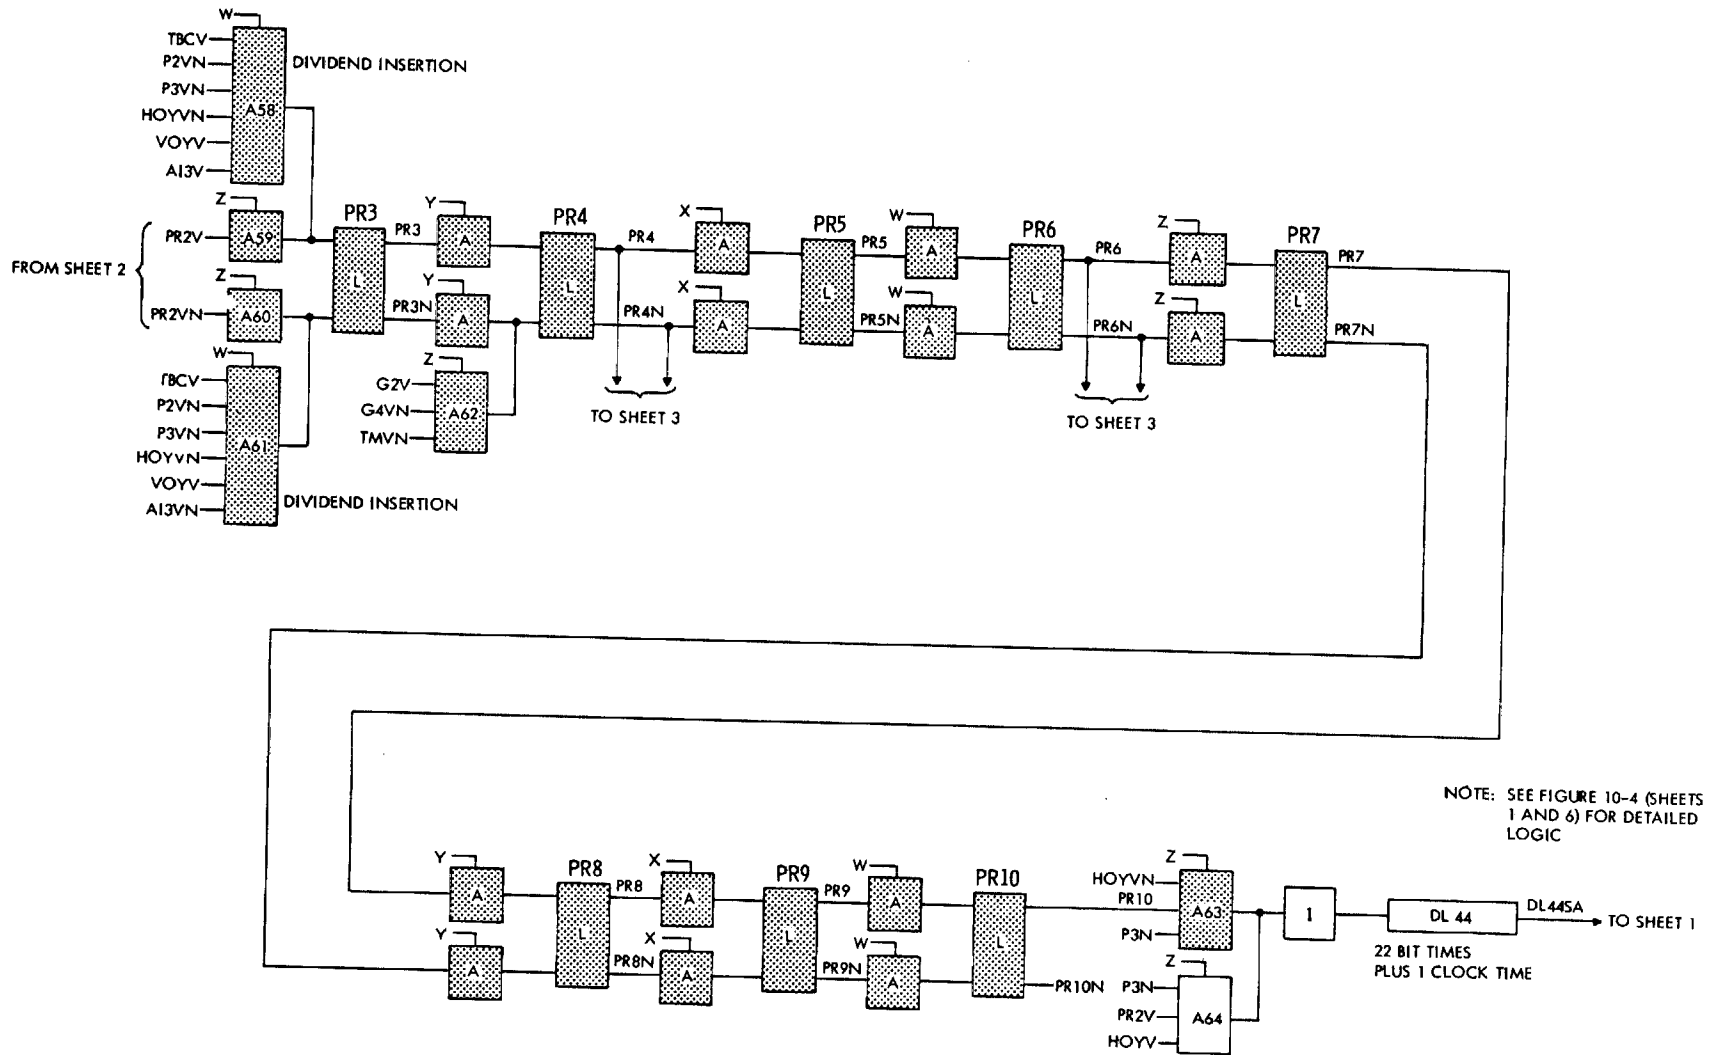 W
TBCV
P2VN
DIVIDEND INSERTION
P3VN
A58
HOYVN
VOYV
AI3V
Z
PR2V
A59
FROM SHEET 2
Z
PR2VN
A60
W
TBCV
P2VN
P3VN
A61
HOYVN
VOYV
DIVIDEND INSERTION
AI3VN
PR3
L
PR3
PR3N
Y
A
Y
A
Z
G2V
G4VN
A62
TMVN
PR4
L
PR4
PR4N
TO SHEET 3
X
A
X
A
PR5
L
PR5
PR5N
W
A
W
A
PR6
L
PR6
PR6N
TO SHEET 3
Z
A
Z
A
PR7
L
PR7
PR7N
NOTE: SEE FIGURE 10-4 (SHEETS
1 AND 6) FOR DETAILED
LOGIC
Y
A
Y
A
PR8
L
PR8
PR8N
X
A
X
A
PR9
L
PR9
PR9N
W
A
W
A
PR10
L
PR10N
Z
HOYVN
PR10
A63
P3N
Z
P3N
PR2V
A64
HOYV
1
DL 44
DL44SA
TO SHEET 1
22 BIT TIMES
PLUS 1 CLOCK TIME